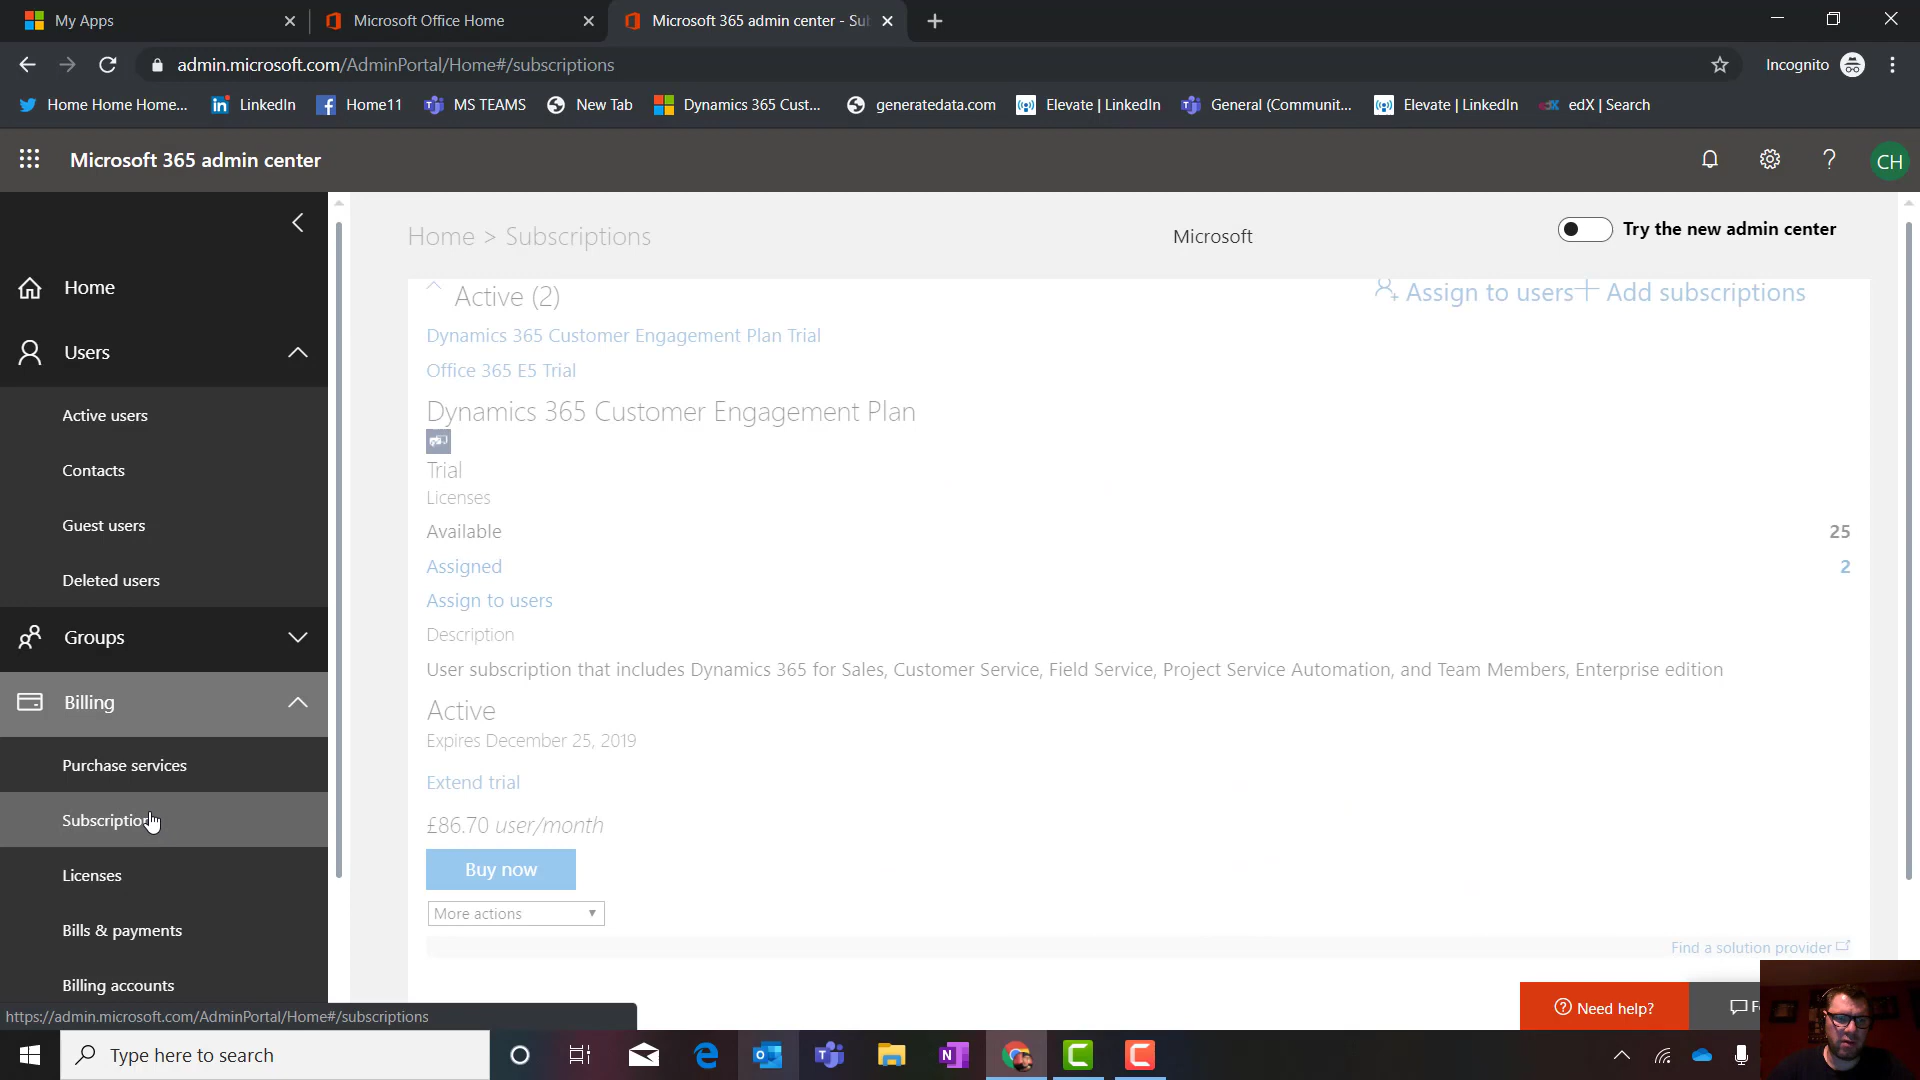 My Apps
Microsoft Office Home
Microsoft 365 admin center - Su
admin.microsoft.com/AdminPortal/Home#/subscriptions
Incognito
Home Home Home...
LinkedIn
Home11
MS TEAMS
New Tab
Dynamics 365 Cust...
generatedata.com
Elevate | LinkedIn
General (Communit...
Elevate | LinkedIn
edX | Search
Microsoft 365 admin center
CH
Home
Users
Active users
Contacts
Guest users
Deleted users
Groups
Billing
Purchase services
Subscription
Licenses
Bills & payments
Billing accounts
Home > Subscriptions
Microsoft
Try the new admin center
Active (2)
Assign to users
Add subscriptions
Dynamics 365 Customer Engagement Plan Trial
Office 365 E5 Trial
Dynamics 365 Customer Engagement Plan
Trial
Licenses
Available 25
Assigned 2
Assign to users
Description
User subscription that includes Dynamics 365 for Sales, Customer Service, Field Service, Project Service Automation, and Team Members, Enterprise edition
Active
Expires December 25, 2019
Extend trial
£86.70 user/month
Buy now
More actions
Find a solution provider
Need help?
https://admin.microsoft.com/AdminPortal/Home#/subscriptions
Type here to search